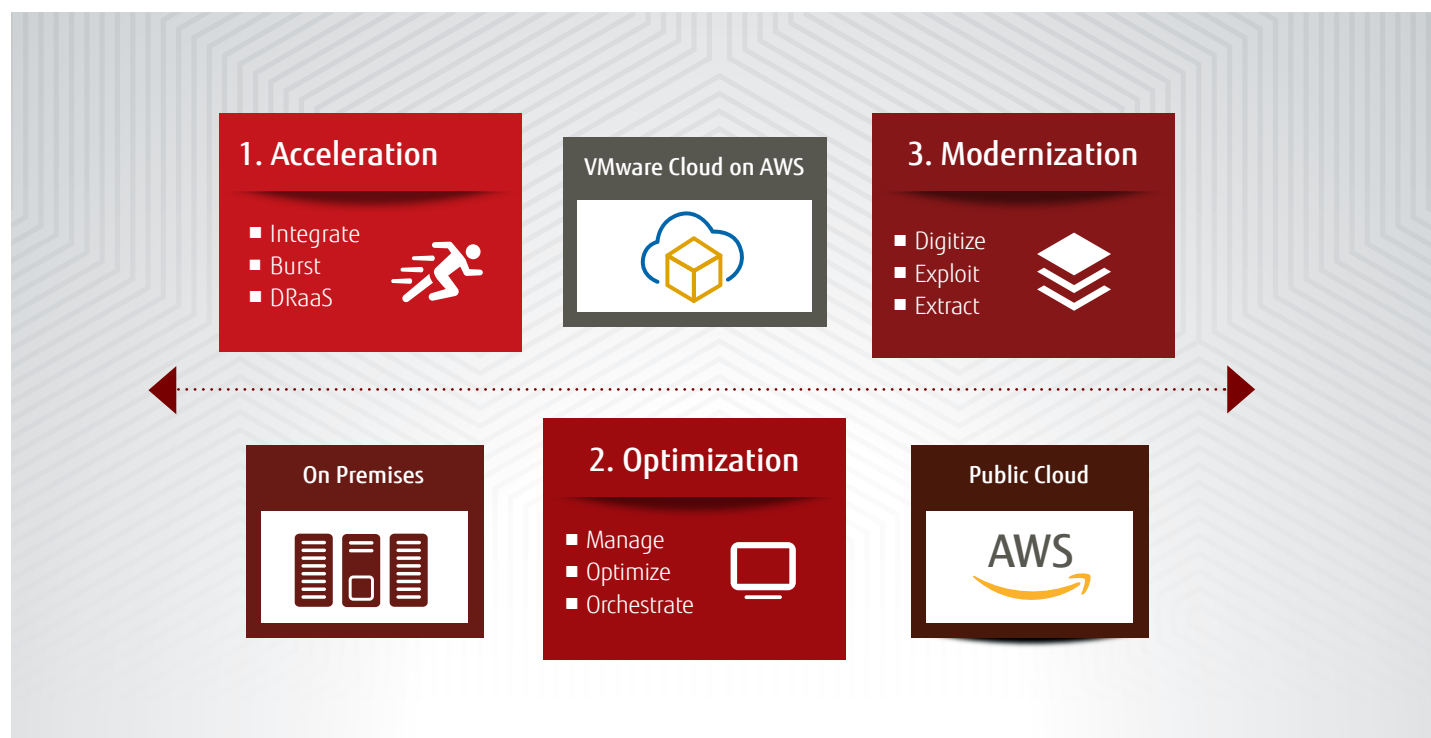 1. Acceleration
Integrate
Burst
DRaaS
VMware Cloud on AWS
3. Modernization
Digitize
Exploit
Extract
On Premises
2. Optimization
Manage
Optimize
Orchestrate
Public Cloud
AWS